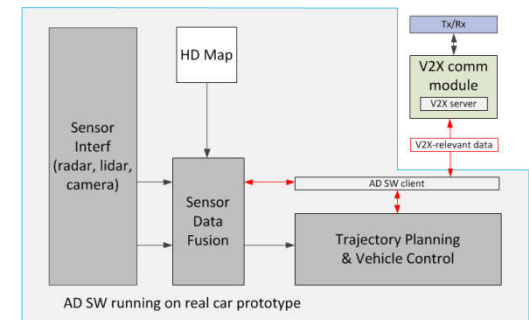 Tx/Rx
V2X comm
module
V2X server
V2X-relevant data
HD Map
Sensor
Interf
(radar, lidar,
camera)
Sensor
Data
Fusion
AD SW client
Trajectory Planning
& Vehicle Control
AD SW running on real car prototype